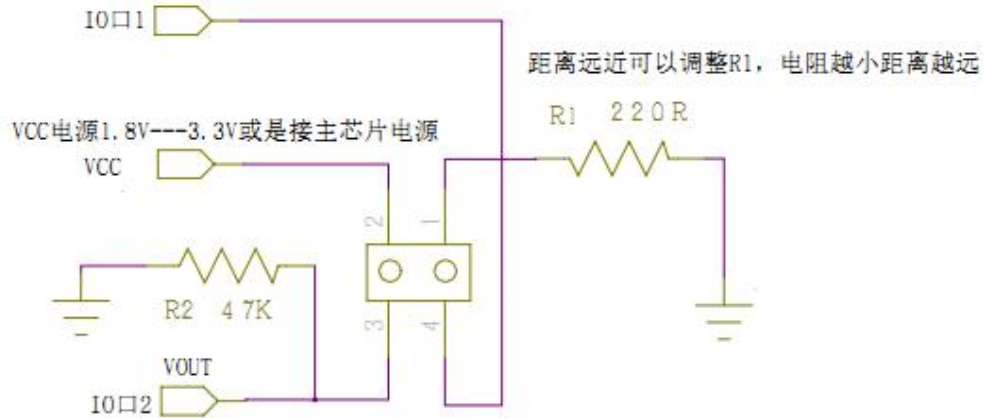 IO口1
距离远近可以调整R1，电阻越小距离越远
R1 220R
VCC电源1.8V---3.3V或是接主芯片电源
VCC
2
1
R2 47K
3
4
VOUT
IO口2